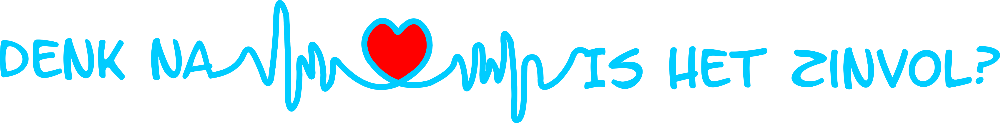 DENK NA IS HET ZINVOL?